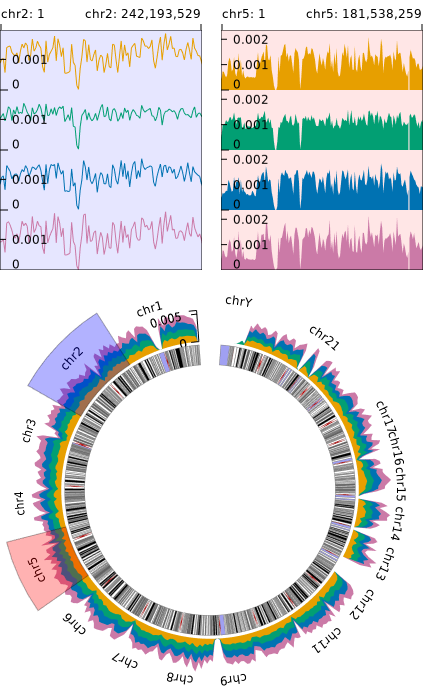 chr2: 1 chr2: 242,193,529 chr5: 1 chr5: 181,538,259
0.001
0
0.001
0
0.001
0
0.001
0
0.002
0.001
0
0.002
0.001
0
0.002
0.001
0
0.002
0.001
0
chr1
0.005
0
chrY
chr21
chr17
chr16
chr15
chr14
chr13
chr12
chr11
chr9
chr8
chr7
chr6
chr5
chr4
chr3
chr2